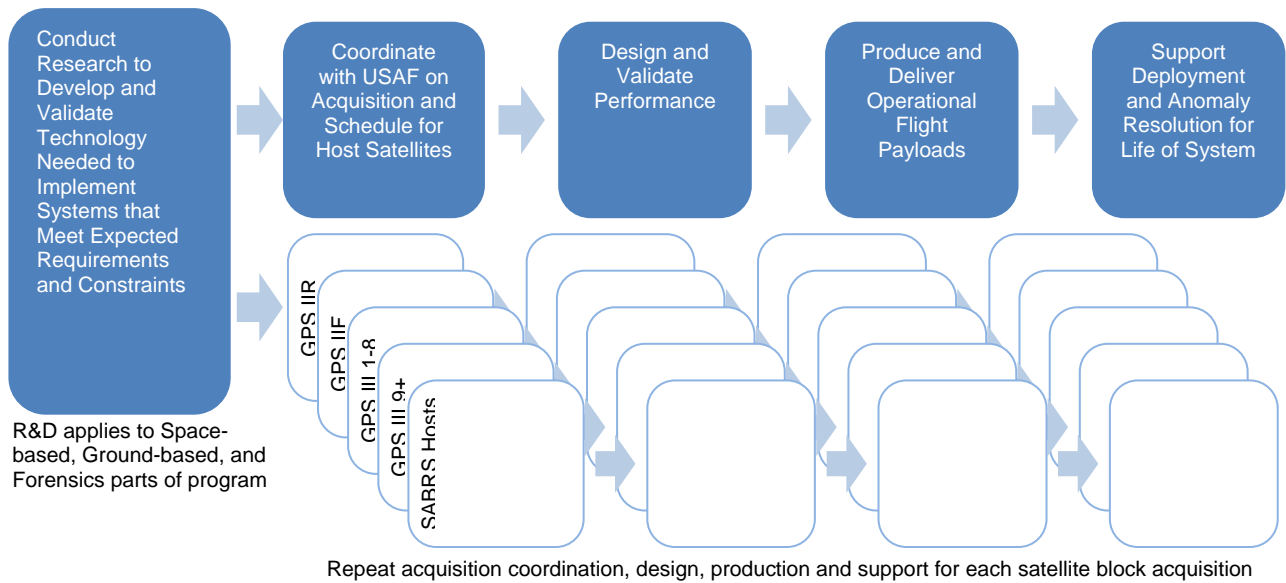 Conduct
Research to
Develop and
Validate
Technology
Needed to
Implement
Systems that
Meet Expected
Requirements
and Constraints
Coordinate
with USAF on
Acquisition and
Schedule for
Host Satellites
Design and
Validate
Performance
Produce and
Deliver
Operational
Flight
Payloads
Support
Deployment
and Anomaly
Resolution for
Life of System
GPS IIR
GPS IIF
GPS III 1-8
GPS III 9+
SABRS Hosts
R&D applies to Space-
based, Ground-based, and
Forensics parts of program
Repeat acquisition coordination, design, production and support for each satellite block acquisition